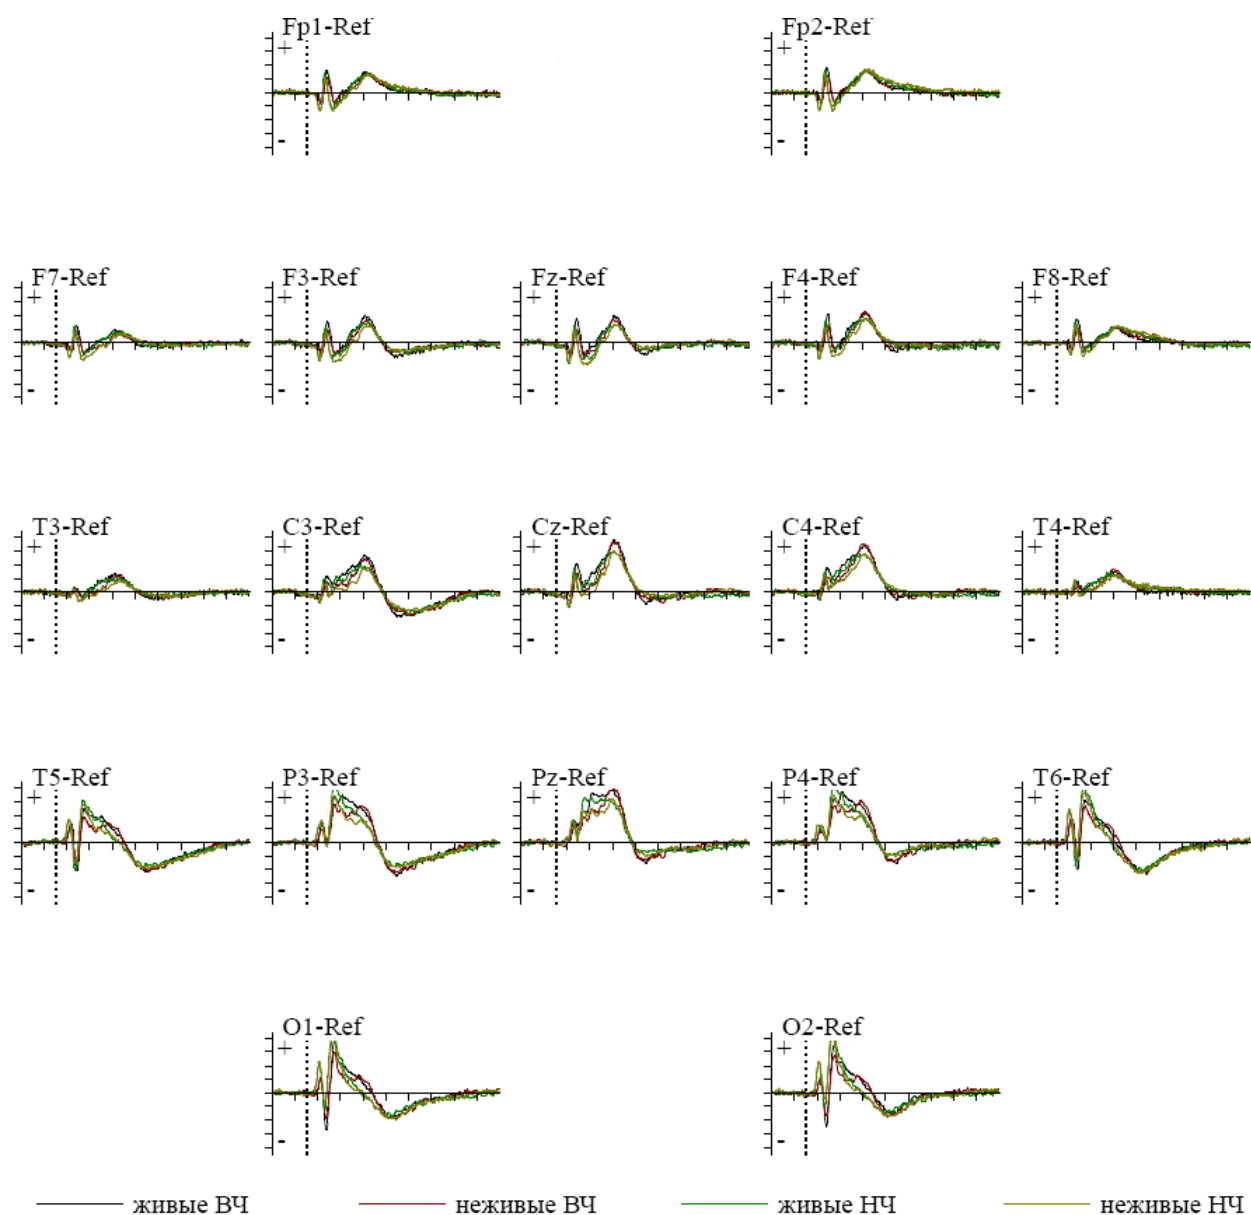 Fp1-Ref Fp2-Ref
+ +
- -
F7-Ref F3-Ref Fz-Ref F4-Ref F8-Ref
+ + + + +
- - - - -
T3-Ref C3-Ref Cz-Ref C4-Ref T4-Ref
+ + + + +
- - - - -
T5-Ref P3-Ref Pz-Ref P4-Ref T6-Ref
+ + + + +
- - - - -
O1-Ref O2-Ref
+ +
- -
живые ВЧ неживые ВЧ живые НЧ неживые НЧ